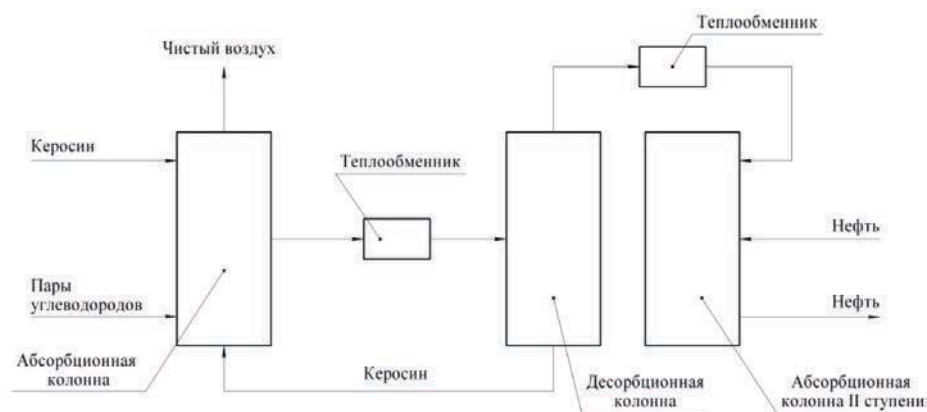 Теплообменник
Чистый воздух
Керосин
Теплообменник
Нефть
Пары
углеводородов
Нефть
Абсорбционная
колонна
Керосин
Десорбционная
колонна
Абсорбционная
колонна II ступени